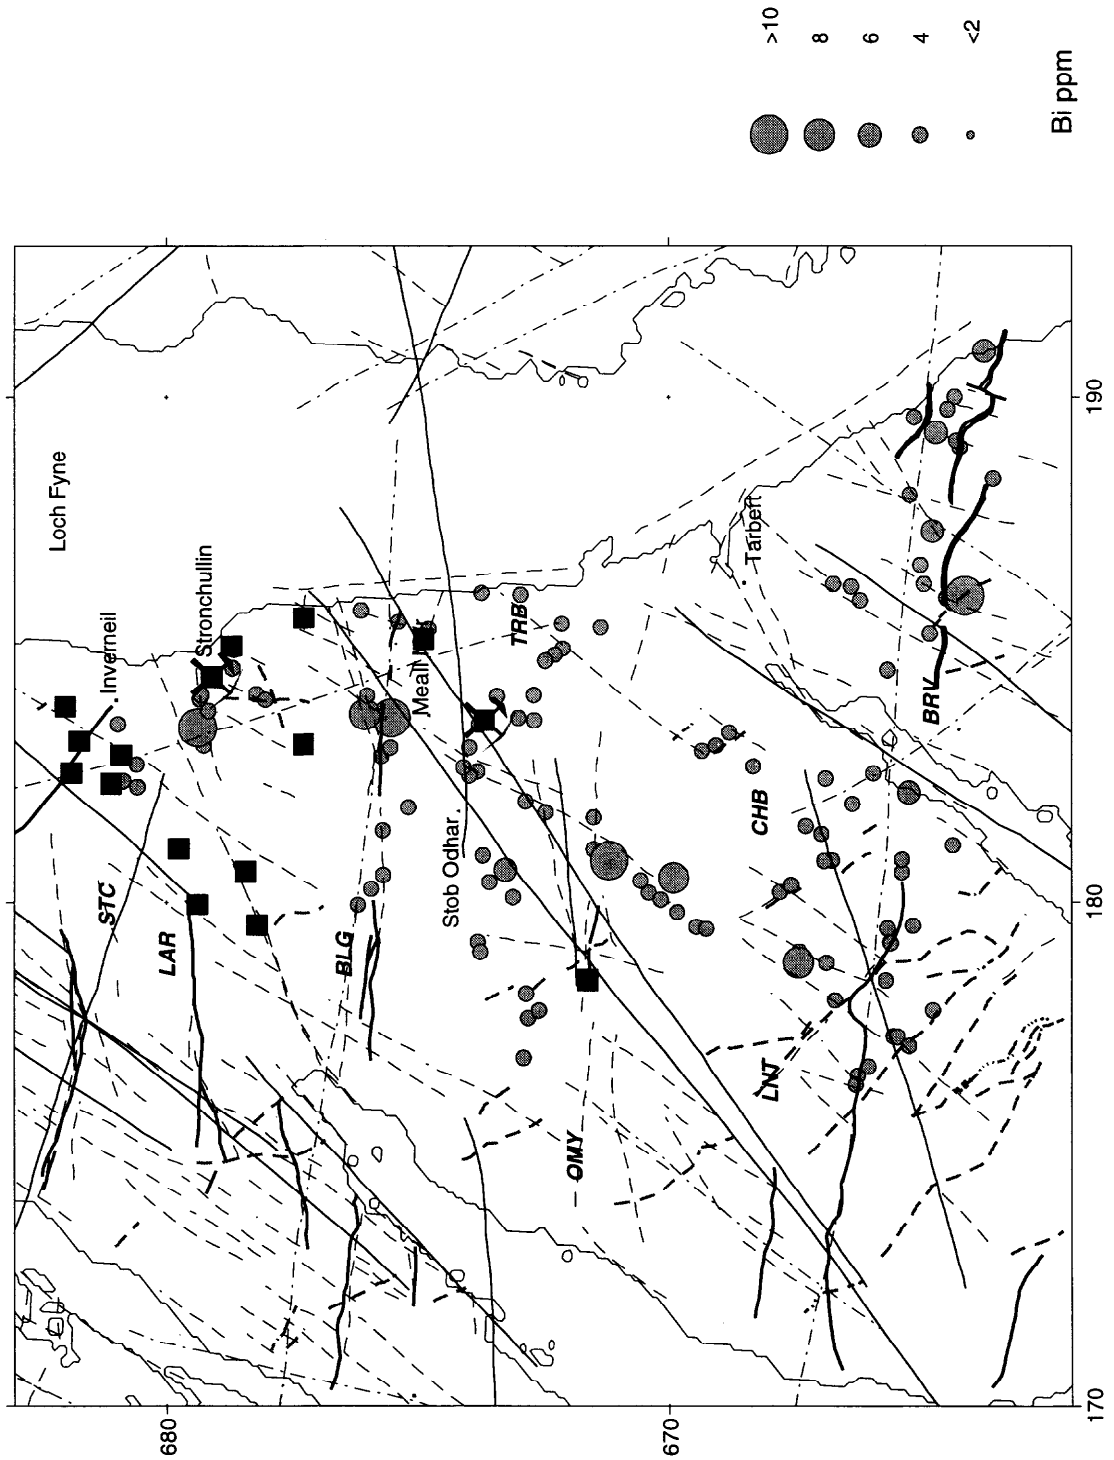 Loch Fyne
Inverneil
Stronchullin
Meall
Stob Odhar
Tarbert
STC
LAR
BLG
TRB
CHB
BRV
OMY
LNT
680
670
170
180
190
>10
8
6
4
<2
Bi ppm